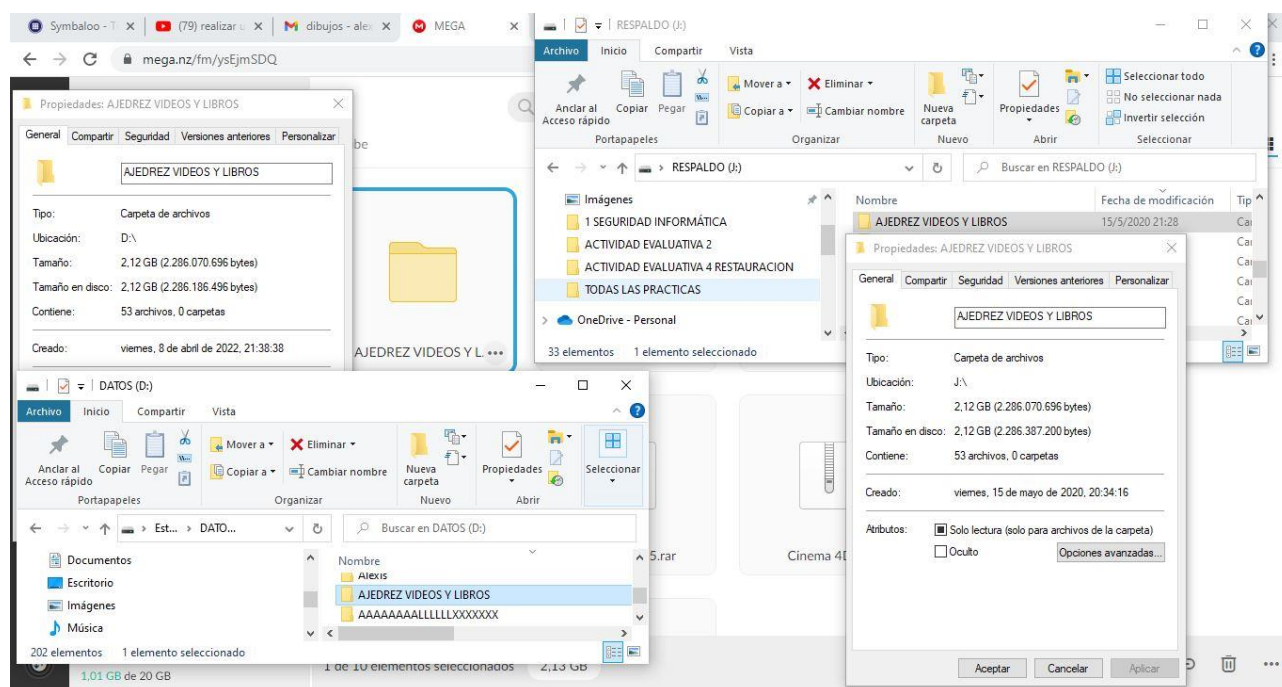 Symbaloo - T
(79) realizar u
dibujos - ale
MEGA
mega.nz/fm/ysEjmSDQ
Propiedades: AJEDREZ VIDEOS Y LIBROS
General Compartir Seguridad Versiones anteriores Personalizar
AJEDREZ VIDEOS Y LIBROS
Tipo: Carpeta de archivos
Ubicación: D:\
Tamaño: 2,12 GB (2.286.070.696 bytes)
Tamaño en disco: 2,12 GB (2.286.186.496 bytes)
Contiene: 53 archivos, 0 carpetas
Creado: viernes, 8 de abril de 2022, 21:38:38
be
AJEDREZ VIDEOS Y L...
RESPALDO (J:)
Archivo Inicio Compartir Vista
Anclar al Acceso rápido
Copiar
Pegar
Mover a
Copiar a
Eliminar
Cambiar nombre
Nueva carpeta
Propiedades
Seleccionar todo
No seleccionar nada
Invertir selección
Portapapeles Organizar Nuevo Abrir Seleccionar
RESPALDO (J:)
Buscar en RESPALDO (J:)
Imágenes
1 SEGURIDAD INFORMÁTICA
ACTIVIDAD EVALUATIVA 2
ACTIVIDAD EVALUATIVA 4 RESTAURACION
TODAS LAS PRACTICAS
OneDrive - Personal
Nombre Fecha de modificación Tip
AJEDREZ VIDEOS Y LIBROS 15/5/2020 21:28 Car
Car
Car
Car
Car
Car
33 elementos 1 elemento seleccionado
Propiedades: AJEDREZ VIDEOS Y LIBROS
General Compartir Seguridad Versiones anteriores Personalizar
AJEDREZ VIDEOS Y LIBROS
Tipo: Carpeta de archivos
Ubicación: J:\
Tamaño: 2,12 GB (2.286.070.696 bytes)
Tamaño en disco: 2,12 GB (2.286.387.200 bytes)
Contiene: 53 archivos, 0 carpetas
Creado: viernes, 15 de mayo de 2020, 20:34:16
Atributos: Solo lectura (solo para archivos de la carpeta)
Oculto
Opciones avanzadas...
Aceptar Cancelar Aplicar
DATOS (D:)
Archivo Inicio Compartir Vista
Anclar al Acceso rápido
Copiar
Pegar
Mover a
Copiar a
Eliminar
Cambiar nombre
Nueva carpeta
Propiedades
Seleccionar
Portapapeles Organizar Nuevo Abrir
Est... DATO...
Buscar en DATOS (D:)
Documentos
Escritorio
Imágenes
Música
Nombre
Alexis
AJEDREZ VIDEOS Y LIBROS
AAAAAAAALLLLLLXXXXXXX
202 elementos 1 elemento seleccionado
5.rar
Cinema 4D
1 de 10 elementos seleccionados 2,13 GB
1,01 GB de 20 GB